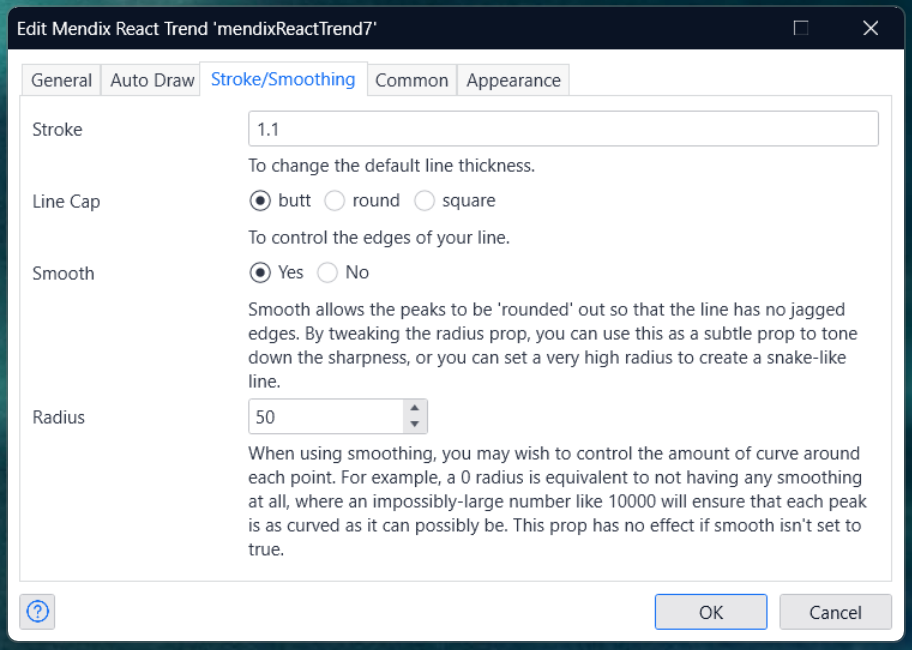 Edit Mendix React Trend 'mendixReactTrend7'
General Auto Draw Stroke/Smoothing Common Appearance
Stroke 1.1
To change the default line thickness.
Line Cap butt round square
To control the edges of your line.
Smooth Yes No
Smooth allows the peaks to be 'rounded' out so that the line has no jagged
edges. By tweaking the radius prop, you can use this as a subtle prop to tone
down the sharpness, or you can set a very high radius to create a snake-like
line.
Radius 50
When using smoothing, you may wish to control the amount of curve around
each point. For example, a 0 radius is equivalent to not having any smoothing
at all, where an impossibly-large number like 10000 will ensure that each peak
is as curved as it can possibly be. This prop has no effect if smooth isn't set to
true.
? OK Cancel